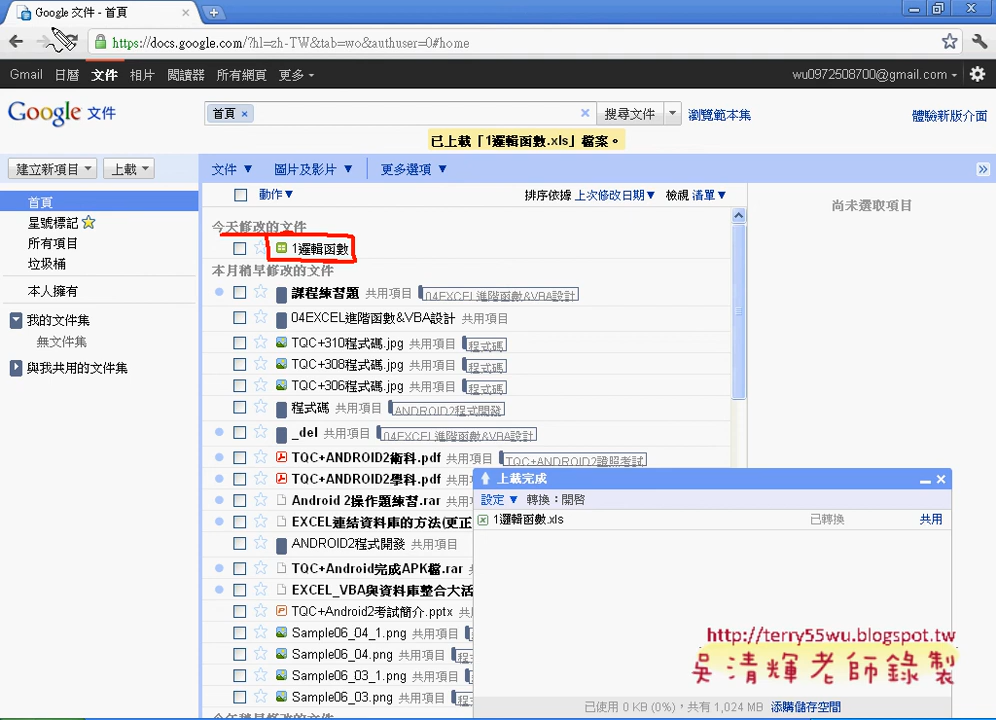 Google 文件 - 首頁
https://docs.google.com/?hl=zh-TW&tab=wo&authuser=0#home
Gmail 日曆 文件 相片 閱讀器 所有網頁 更多
wu0972508700@gmail.com
Google 文件
首頁 ×
搜尋文件
瀏覽範本集
體驗新版介面
已上載「1邏輯函數.xls」檔案。
建立新項目
上載
文件
圖片及影片
更多選項
首頁
星號標記
所有項目
垃圾桶
本人擁有
我的文件集
無文件集
與我共用的文件集
動作
排序依據 上次修改日期 檢視 清單
尚未選取項目
今天修改的文件
1邏輯函數
本月稍早修改的文件
課程練習題 共用項目 04EXCEL進階函數&VBA設計
04EXCEL進階函數&VBA設計 共用項目
TQC+310程式碼.jpg 共用項目 程式碼
TQC+308程式碼.jpg 共用項目 程式碼
TQC+306程式碼.jpg 共用項目 程式碼
程式碼 共用項目 ANDROID2程式開發
_del 共用項目 04EXCEL進階函數&VBA設計
TQC+ANDROID2術科.pdf 共用項目 TQC+ANDROID2證照考試
TQC+ANDROID2學科.pdf 共用項
Android 2操作題練習.rar 共用
EXCEL連結資料庫的方法(更正
ANDROID2程式開發 共用項目
TQC+Android完成APK檔.rar
EXCEL_VBA與資料庫整合大活
TQC+Android2考試簡介.pptx 共
Sample06_04_1.png 共用項目
Sample06_04.png 共用項目 程
Sample06_03_1.png 共用項目
Sample06_03.png 共用項目 程
今年稍早修改的文件
上載完成
設定 轉換：開啓
1邏輯函數.xls 已轉換 共用
http://terry55wu.blogspot.tw
吳清輝老師錄製
已使用 0 KB (0%)，共有 1,024 MB 添購儲存空間